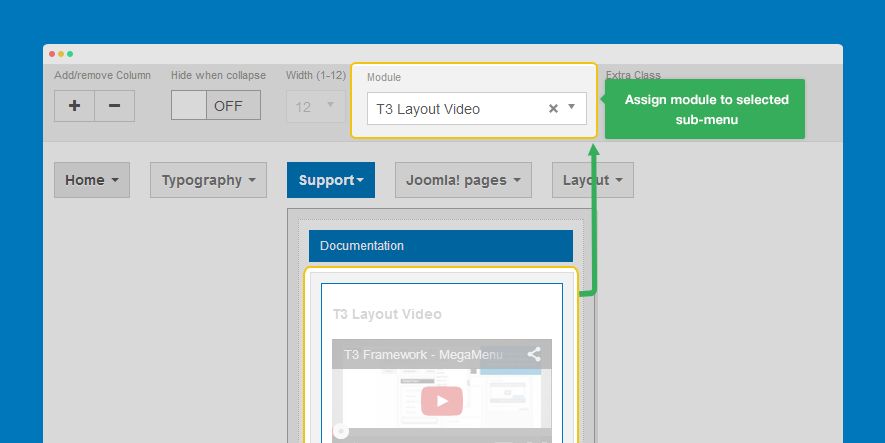 Add/remove Column
Hide when collapse
Width (1-12)
Module
Extra Class
+ −
OFF
12
T3 Layout Video
Assign module to selected
sub-menu
Home
Typography
Support
Joomla! pages
Layout
Documentation
T3 Layout Video
T3 Framework - MegaMenu